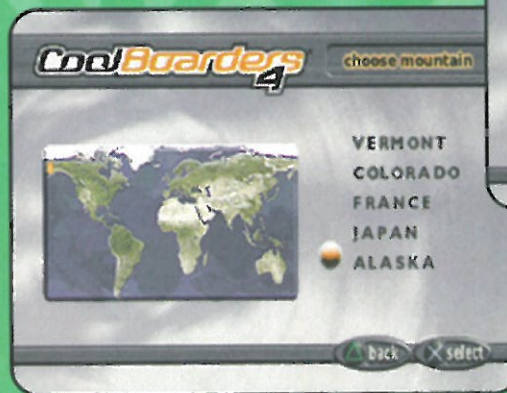 CoolBoarders 4
choose mountain
VERMONT
COLORADO
FRANCE
JAPAN
ALASKA
back
select